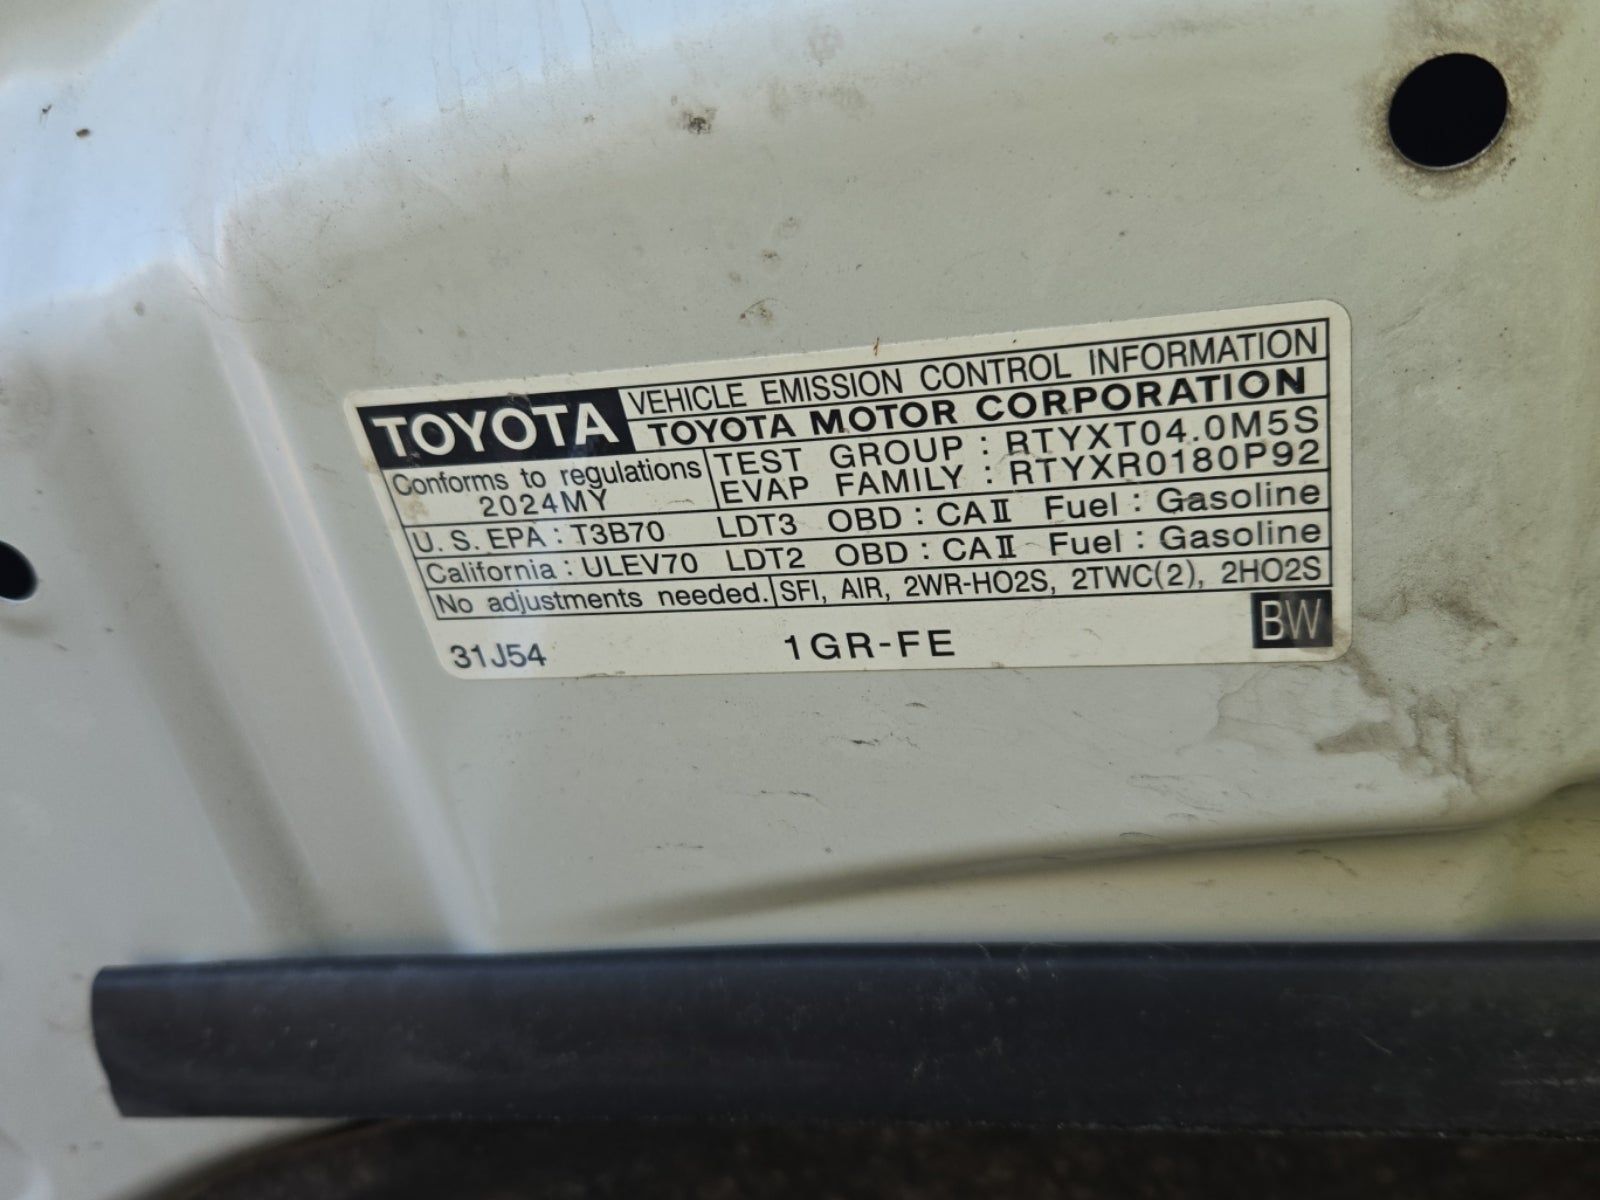 TOYOTA VEHICLE EMISSION CONTROL INFORMATION
TOYOTA MOTOR CORPORATION
Conforms to regulations
2024MY
TEST GROUP : RTYXT04.0M5S
EVAP FAMILY : RTYXR0180P92
U.S. EPA : T3B70 LDT3 OBD : CAⅡ Fuel : Gasoline
California : ULEV70 LDT2 OBD : CAⅡ Fuel : Gasoline
No adjustments needed. SFI, AIR, 2WR-HO2S, 2TWC(2), 2HO2S
31J54 1GR-FE BW